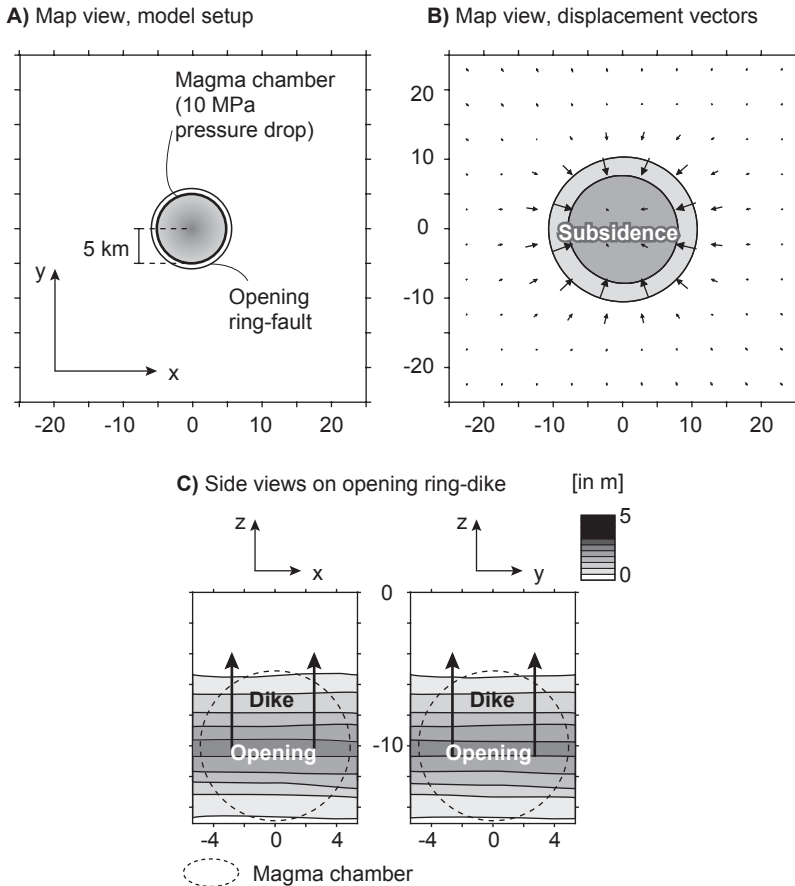 A) Map view, model setup
Magma chamber
(10 MPa
pressure drop)
5 km
y
Opening
ring-fault
x
-20 -10 0 10 20
B) Map view, displacement vectors
20
10
0
Subsidence
-10
-20
-20 -10 0 10 20
C) Side views on opening ring-dike
[in m]
5
0
z
x
z
y
0
Dike
Opening
-10
Dike
Opening
-4 0 4
-4 0 4
Magma chamber